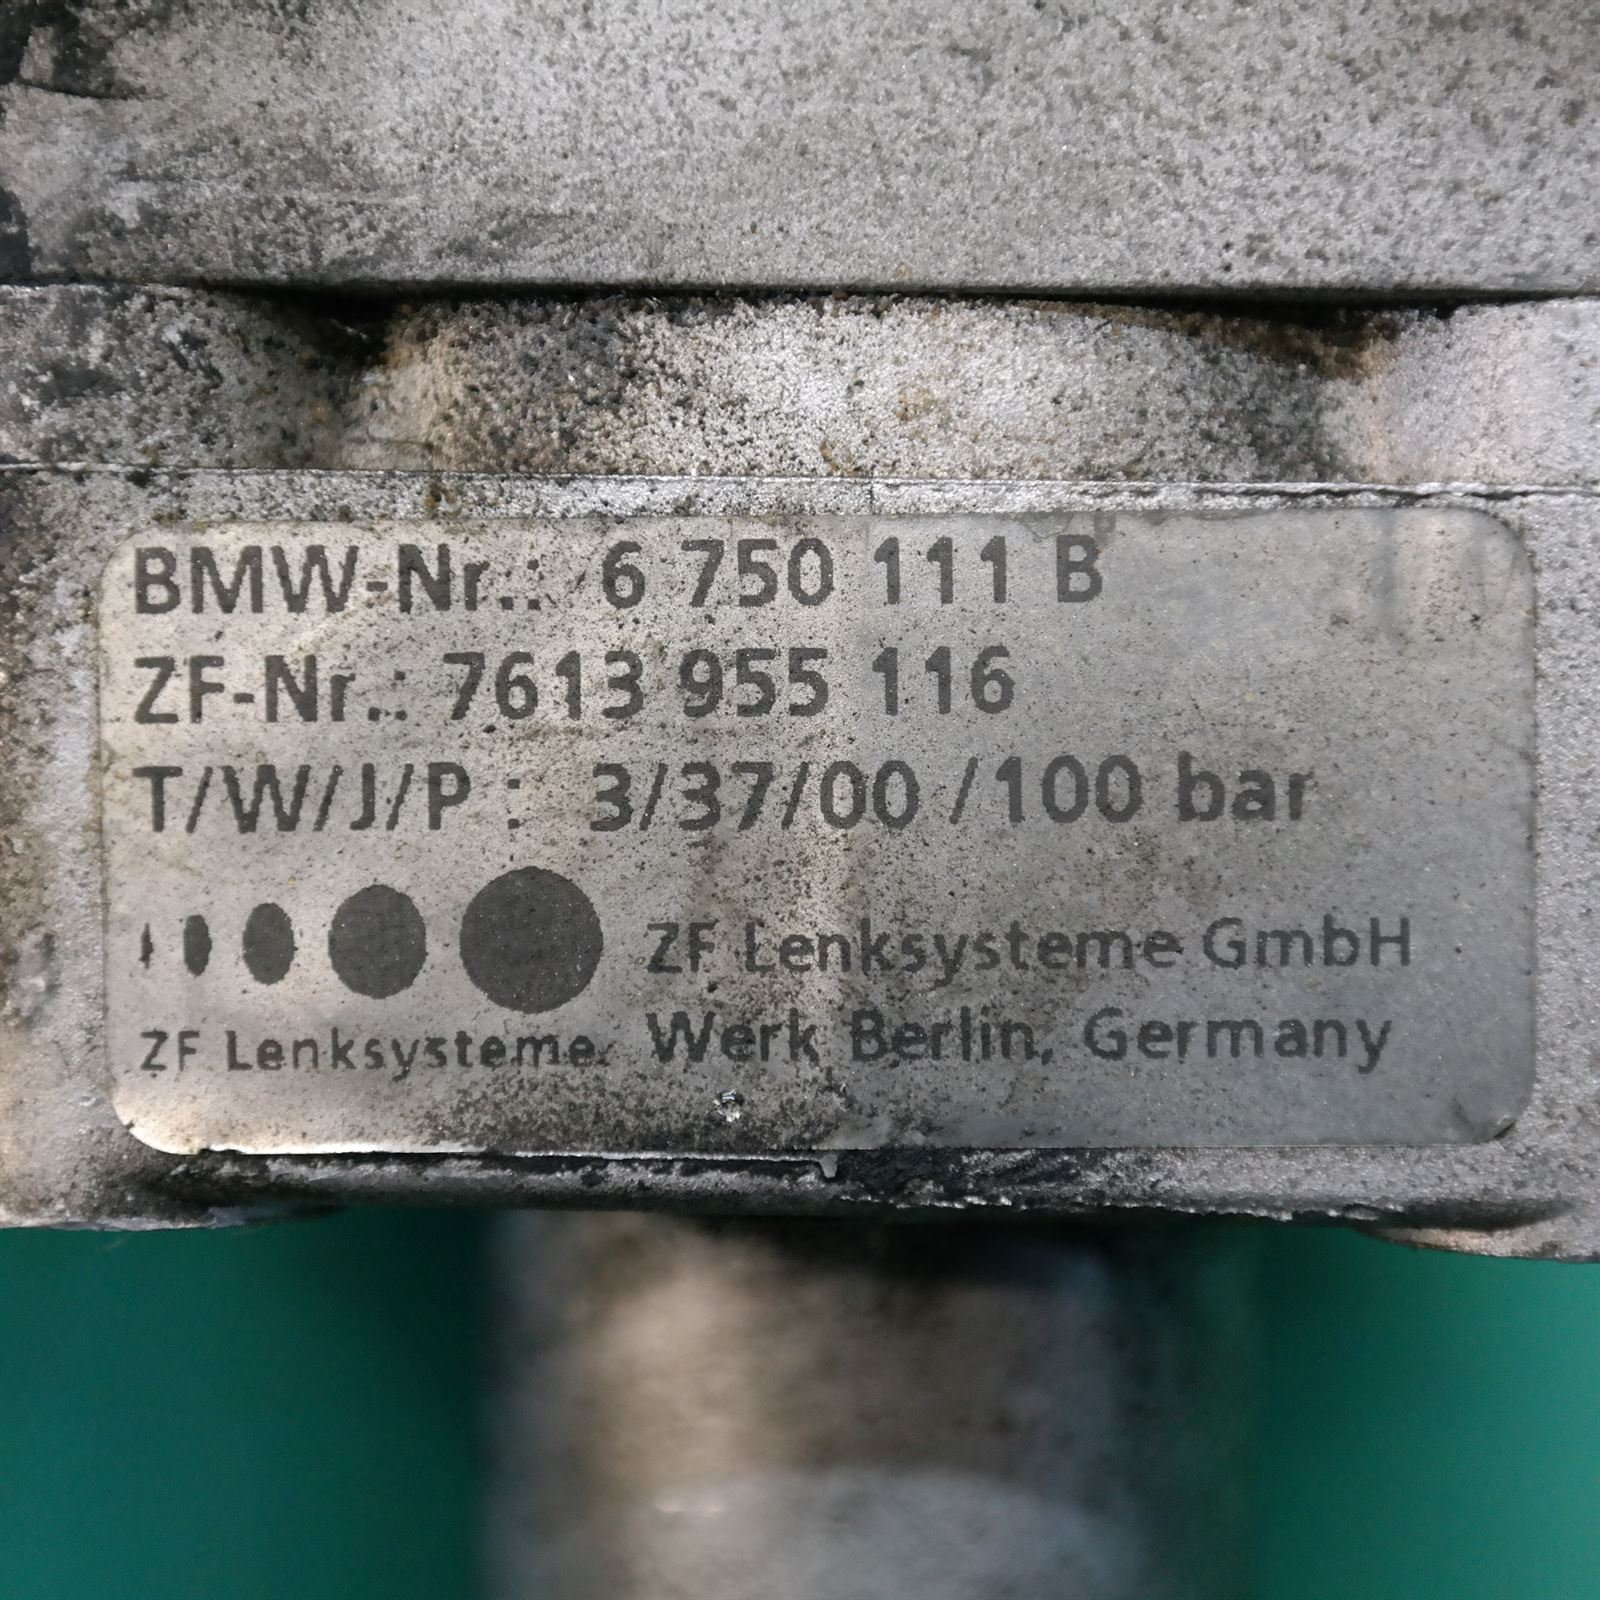 BMW-Nr.: 6 750 111 B
ZF-Nr.: 7613 955 116
T/W/J/P : 3/37/00 /100 bar
ZF Lenksysteme GmbH
Werk Berlin, Germany
ZF Lenksysteme